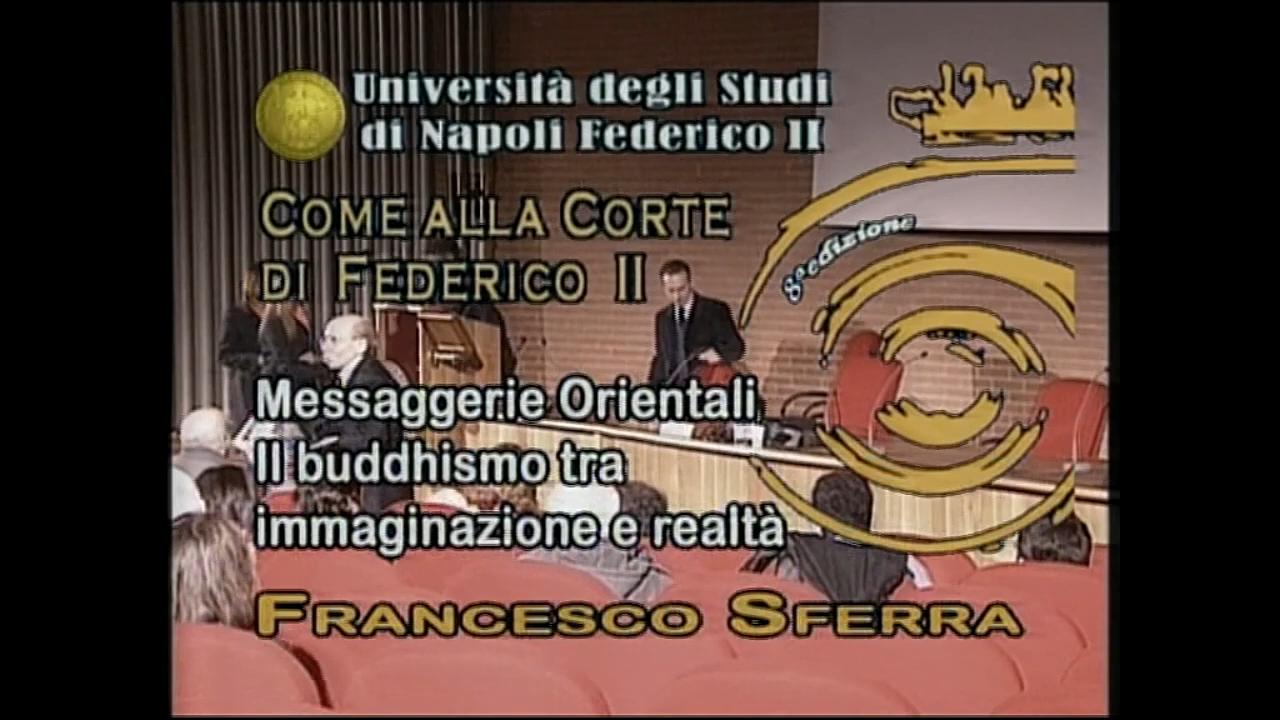 Università degli Studi
di Napoli Federico II
COME ALLA CORTE
DI FEDERICO II
8ª edizione
Messaggerie Orientali
Il buddhismo tra
immaginazione e realtà
FRANCESCO SFERRA